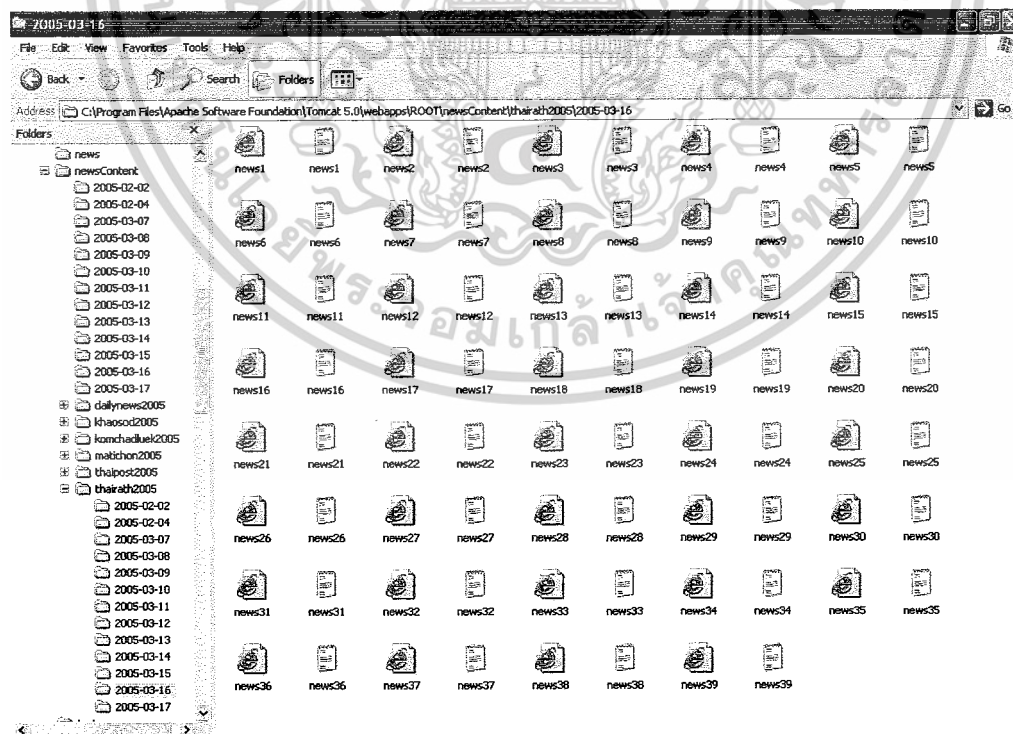 2005-03-16
File Edit View Favorites Tools Help
Back Search Folders
Address C:\Program Files\Apache Software Foundation\Tomcat 5.0\webapps\ROOT\newsContent\thairath2005\2005-03-16 Go
Folders
news
newsContent
2005-02-02
2005-02-04
2005-03-07
2005-03-08
2005-03-09
2005-03-10
2005-03-11
2005-03-12
2005-03-13
2005-03-14
2005-03-15
2005-03-16
2005-03-17
dailynews2005
khaosod2005
komchadluek2005
matichon2005
thaipost2005
thairath2005
2005-02-02
2005-02-04
2005-03-07
2005-03-08
2005-03-09
2005-03-10
2005-03-11
2005-03-12
2005-03-13
2005-03-14
2005-03-15
2005-03-16
2005-03-17
news1 news1 news2 news2 news3 news3 news4 news4 news5 news5
news6 news6 news7 news7 news8 news8 news9 news9 news10 news10
news11 news11 news12 news12 news13 news13 news14 news14 news15 news15
news16 news16 news17 news17 news18 news18 news19 news19 news20 news20
news21 news21 news22 news22 news23 news23 news24 news24 news25 news25
news26 news26 news27 news27 news28 news28 news29 news29 news30 news30
news31 news31 news32 news32 news33 news33 news34 news34 news35 news35
news36 news36 news37 news37 news38 news38 news39 news39